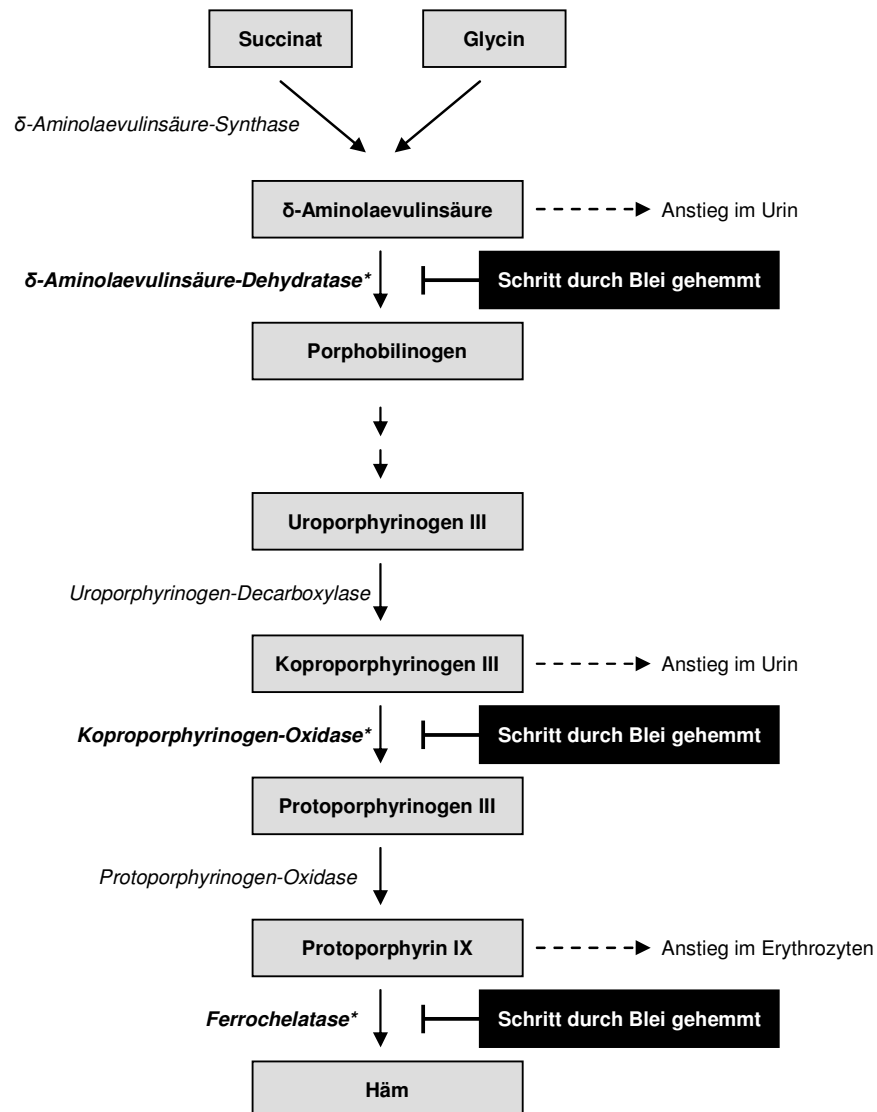 Succinat
Glycin
δ-Aminolaevulinsäure-Synthase
δ-Aminolaevulinsäure
Anstieg im Urin
δ-Aminolaevulinsäure-Dehydratase*
Schritt durch Blei gehemmt
Porphobilinogen
Uroporphyrinogen III
Uroporphyrinogen-Decarboxylase
Koproporphyrinogen III
Anstieg im Urin
Koproporphyrinogen-Oxidase*
Schritt durch Blei gehemmt
Protoporphyrinogen III
Protoporphyrinogen-Oxidase
Protoporphyrin IX
Anstieg im Erythrozyten
Ferrochelatase*
Schritt durch Blei gehemmt
Häm